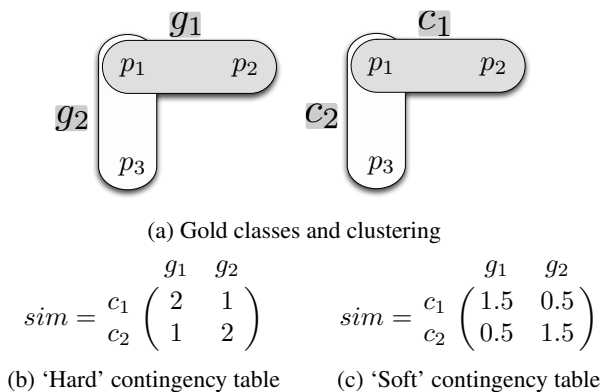 g1 c1
p1 p2 p1 p2
g2 c2
p3 p3
(a) Gold classes and clustering
g1 g2 g1 g2
sim = c1 ( 2 1 ) sim = c1 ( 1.5 0.5 )
c2 ( 1 2 ) c2 ( 0.5 1.5 )
(b) ‘Hard’ contingency table (c) ‘Soft’ contingency table